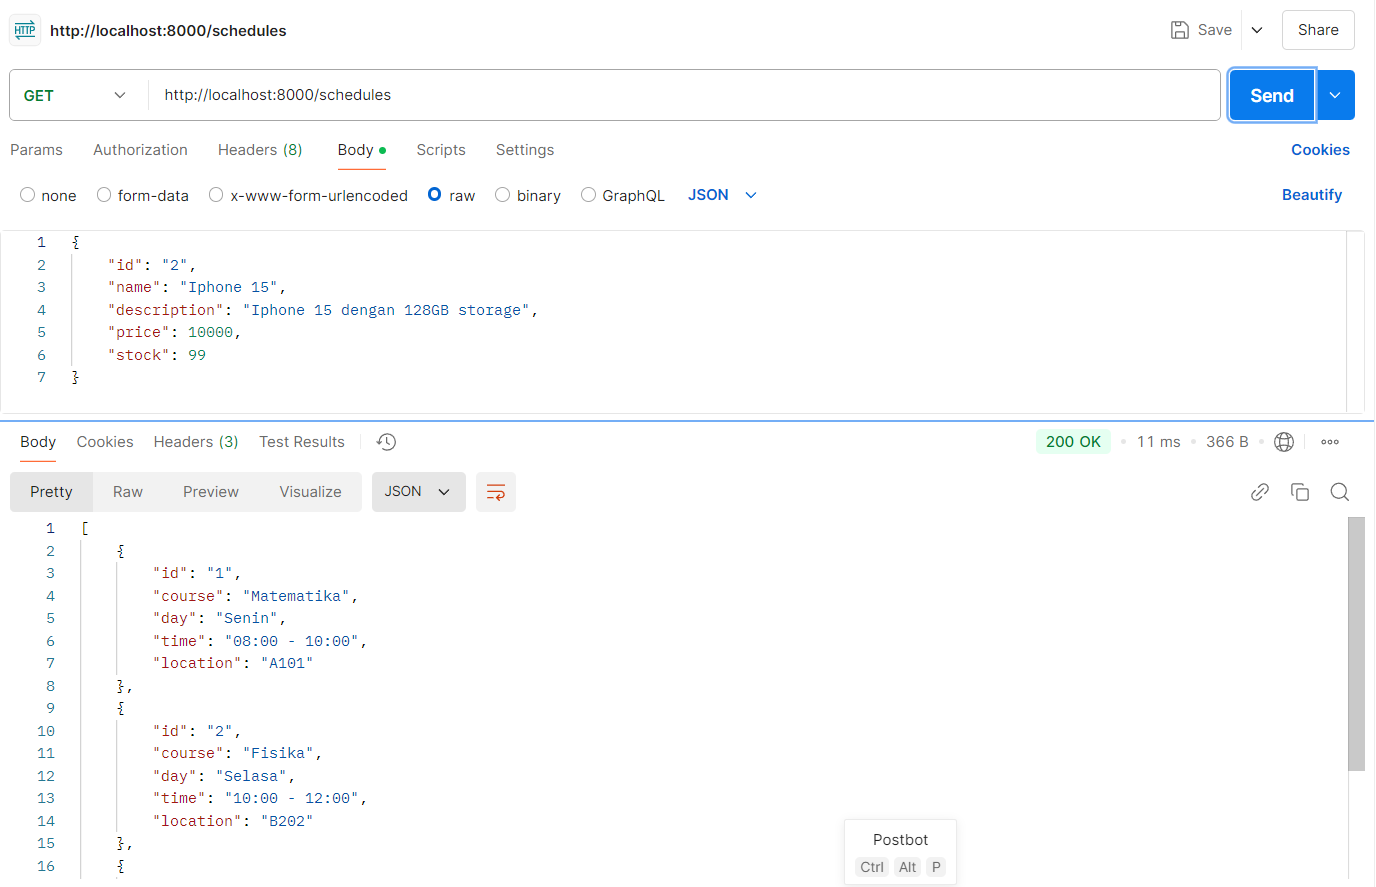 HTTP http://localhost:8000/schedules Save Share
GET http://localhost:8000/schedules Send
Params Authorization Headers (8) Body Scripts Settings Cookies
none form-data x-www-form-urlencoded raw binary GraphQL JSON Beautify
1 {
2 "id": "2",
3 "name": "Iphone 15",
4 "description": "Iphone 15 dengan 128GB storage",
5 "price": 10000,
6 "stock": 99
7 }
Body Cookies Headers (3) Test Results 200 OK 11 ms 366 B
Pretty Raw Preview Visualize JSON
1 [
2 {
3 "id": "1",
4 "course": "Matematika",
5 "day": "Senin",
6 "time": "08:00 - 10:00",
7 "location": "A101"
8 },
9 {
10 "id": "2",
11 "course": "Fisika",
12 "day": "Selasa",
13 "time": "10:00 - 12:00",
14 "location": "B202"
15 },
16 {
Postbot
Ctrl Alt P